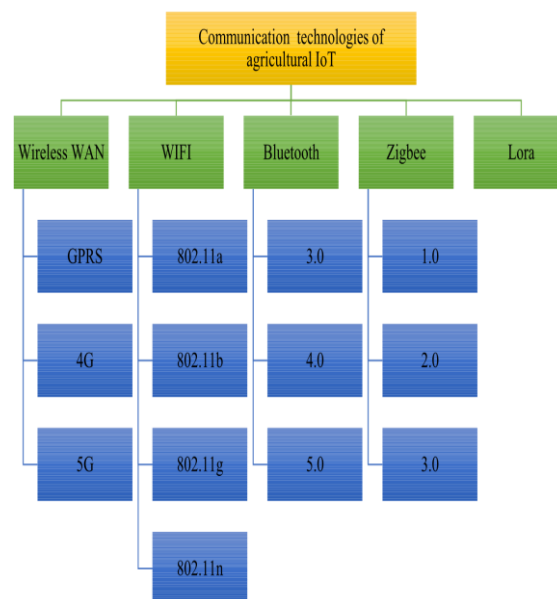 Communication technologies of
agricultural IoT
Wireless WAN
WIFI
Bluetooth
Zigbee
Lora
GPRS
802.11a
3.0
1.0
4G
802.11b
4.0
2.0
5G
802.11g
5.0
3.0
802.11n